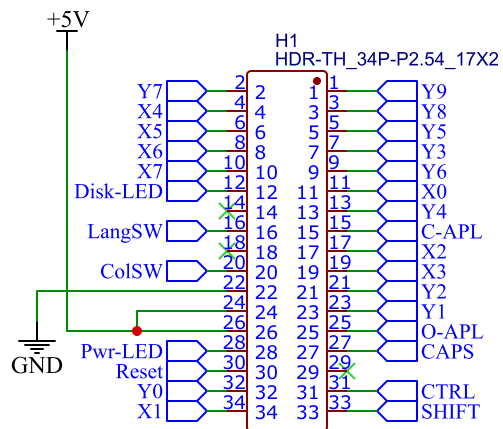 +5V
H1
HDR-TH_34P-P2.54_17X2
Y7 2 2 1 1 Y9
X4 4 4 3 3 Y8
X5 6 6 5 5 Y5
X6 8 8 7 7 Y3
X7 10 10 9 9 Y6
Disk-LED 12 12 11 11 X0
14 14 13 13 Y4
LangSW 16 16 15 15 C-APL
18 18 17 17 X2
ColSW 20 20 19 19 X3
22 22 21 21 Y2
24 24 23 23 Y1
26 26 25 25 O-APL
Pwr-LED 28 28 27 27 CAPS
GND
Reset 30 30 29 29
Y0 32 32 31 31 CTRL
X1 34 34 33 33 SHIFT